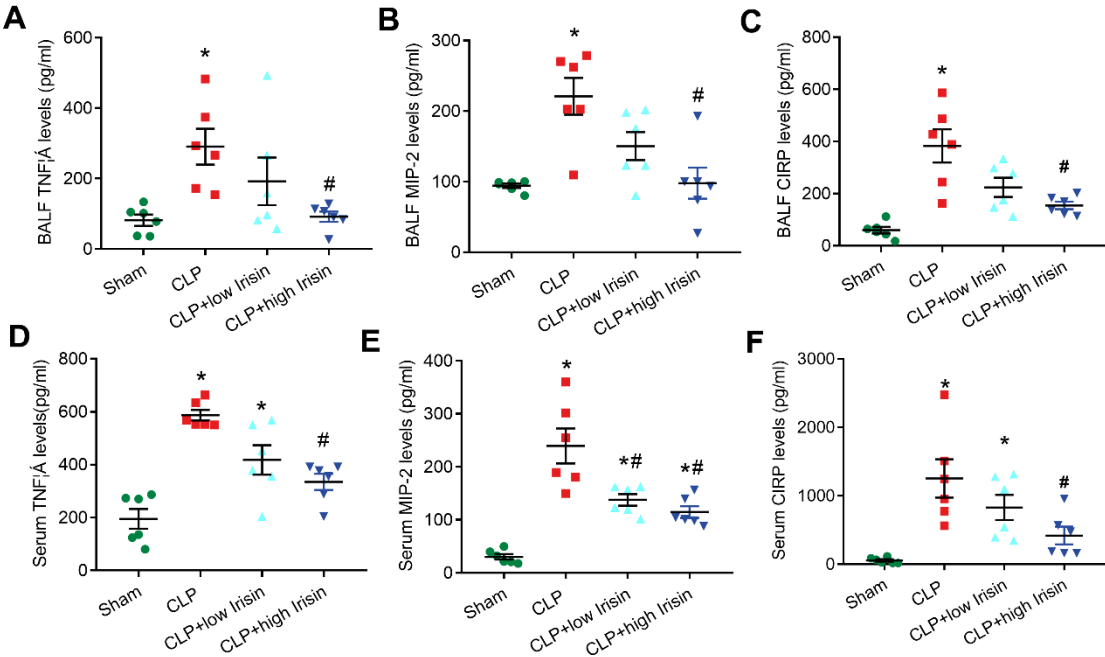 A
BALF TNF¦Á levels (pg/ml)
600
400
200
0
*
#
Sham
CLP
CLP+low Irisin
CLP+high Irisin
B
BALF MIP-2 levels (pg/ml)
300
200
100
0
*
#
Sham
CLP
CLP+low Irisin
CLP+high Irisin
C
BALF CIRP levels (pg/ml)
800
600
400
200
0
*
#
Sham
CLP
CLP+low Irisin
CLP+high Irisin
D
Serum TNF¦Á levels(pg/ml)
800
600
400
200
0
*
*
#
Sham
CLP
CLP+low Irisin
CLP+high Irisin
E
Serum MIP-2 levels (pg/ml)
400
300
200
100
0
*
*#
*#
Sham
CLP
CLP+low Irisin
CLP+high Irisin
F
Serum CIRP levels (pg/ml)
3000
2000
1000
0
*
*
#
Sham
CLP
CLP+low Irisin
CLP+high Irisin